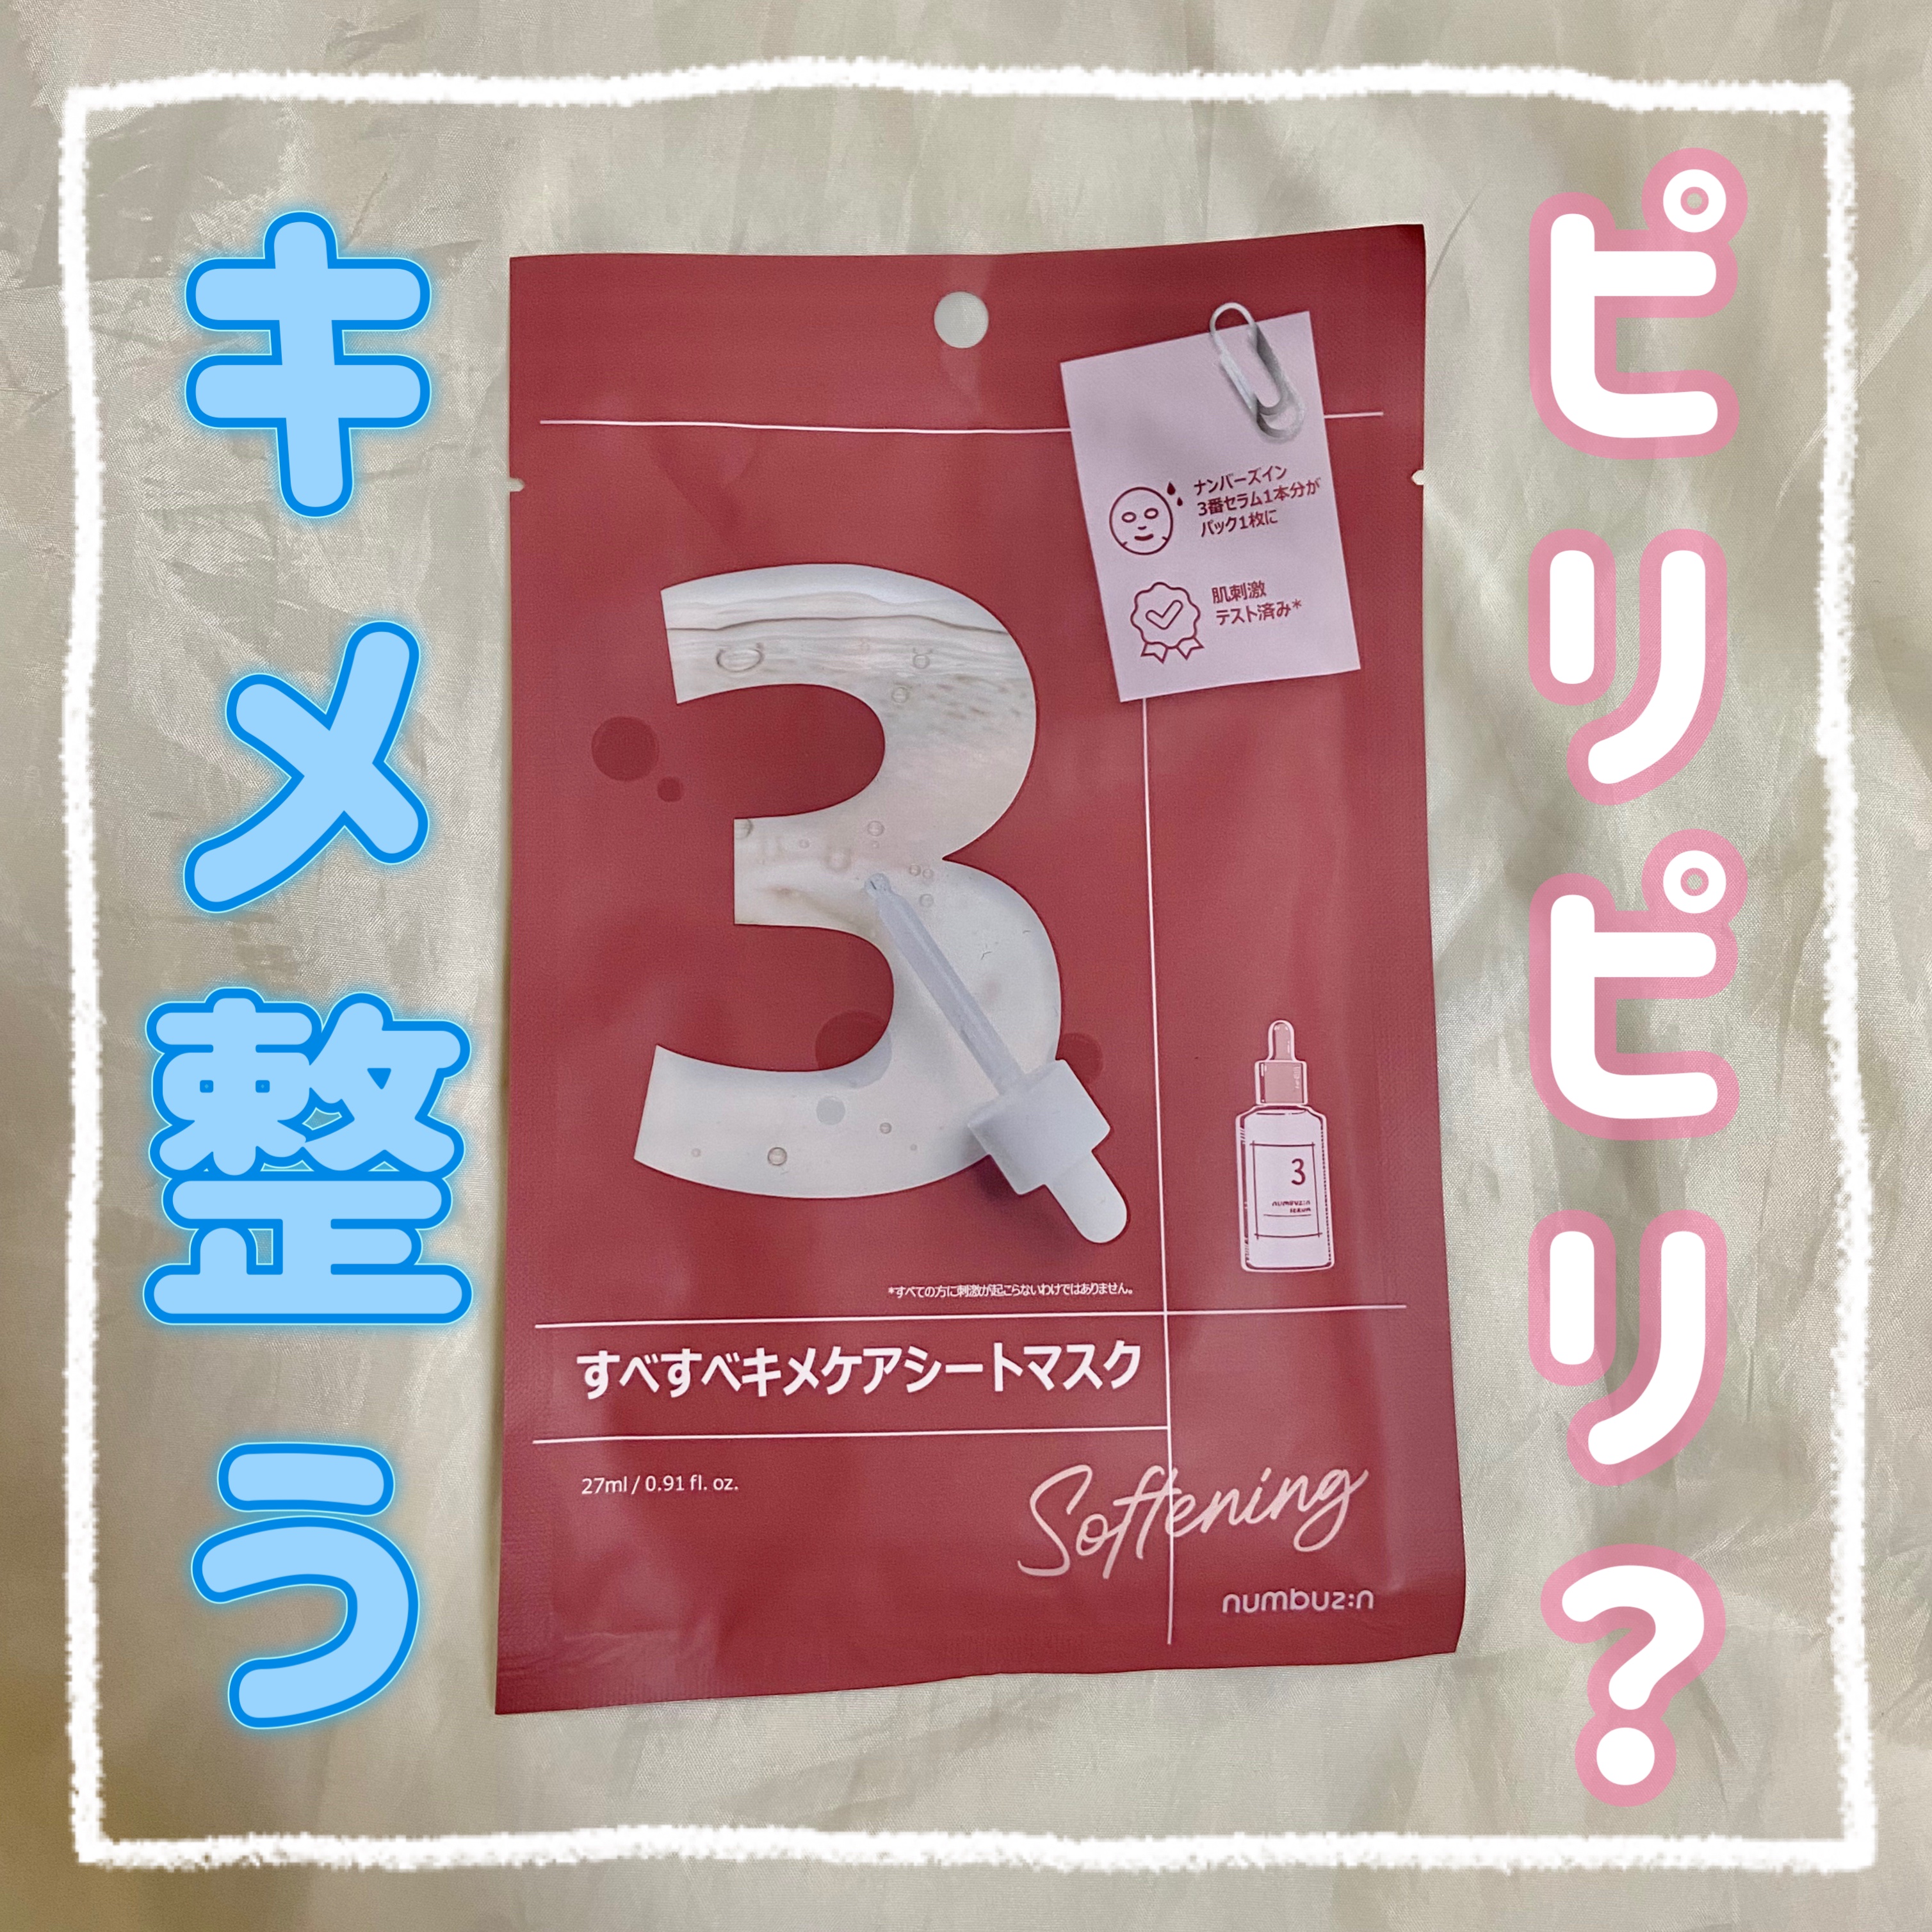 ピリピリ?
キメ整う
ナンバーズイン
3番セラム1本分が
パック1枚に
肌刺激
テスト済み*
3
3
numbuz:n
SERUM
*すべての方に刺激が起こらないわけではありません。
すべすべキメケアシートマスク
27ml / 0.91 fl. oz.
Softening
numbuz:n